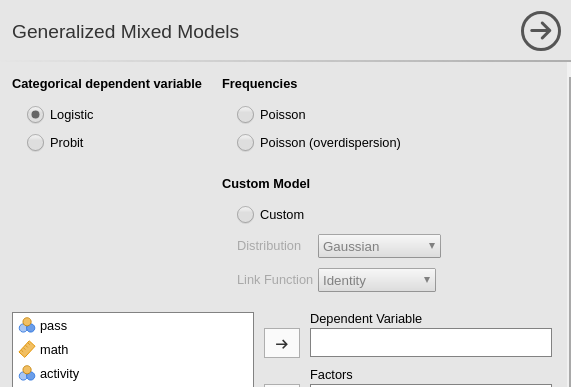 Generalized Mixed Models
Categorical dependent variable
Logistic
Probit
Frequencies
Poisson
Poisson (overdispersion)
Custom Model
Custom
Distribution Gaussian
Link Function Identity
pass
math
activity
Dependent Variable
Factors